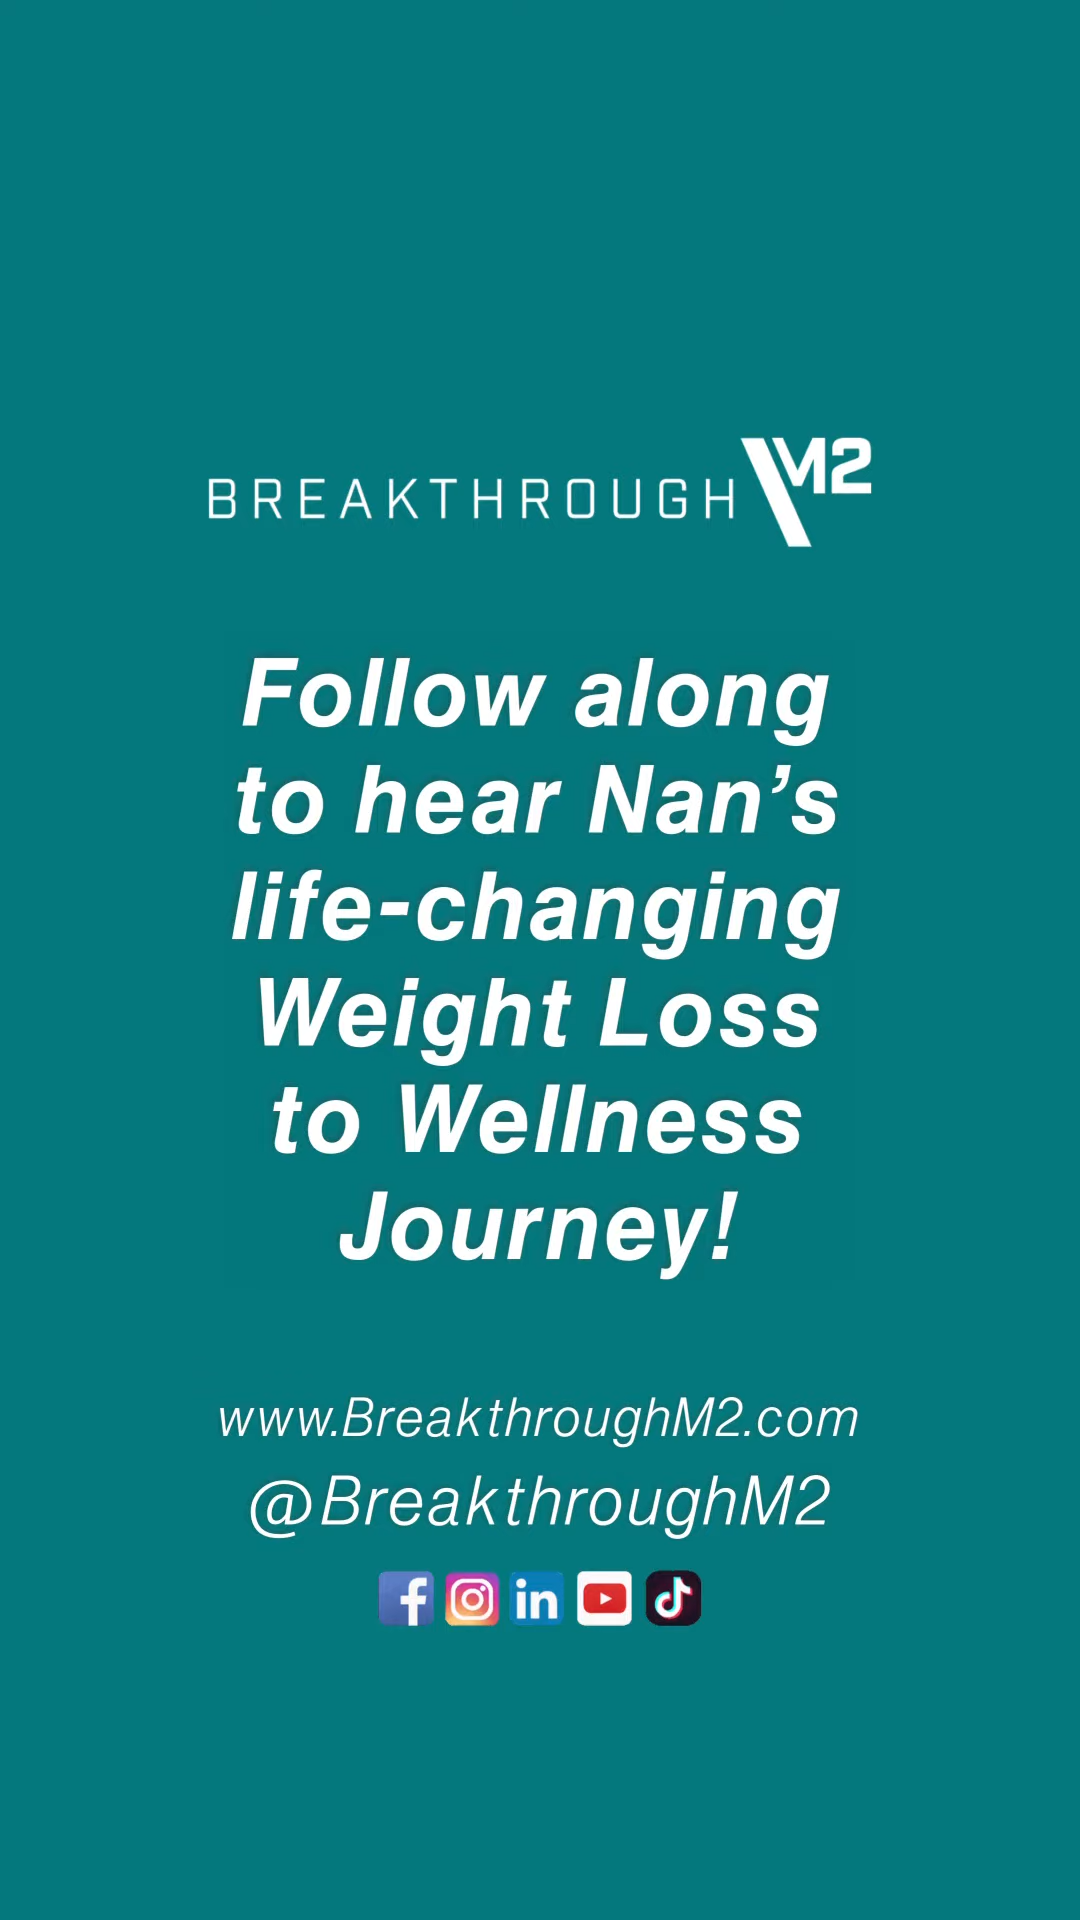 BREAKTHROUGH M2
Follow along
to hear Nan’s
life-changing
Weight Loss
to Wellness
Journey!
www.BreakthroughM2.com
@BreakthroughM2